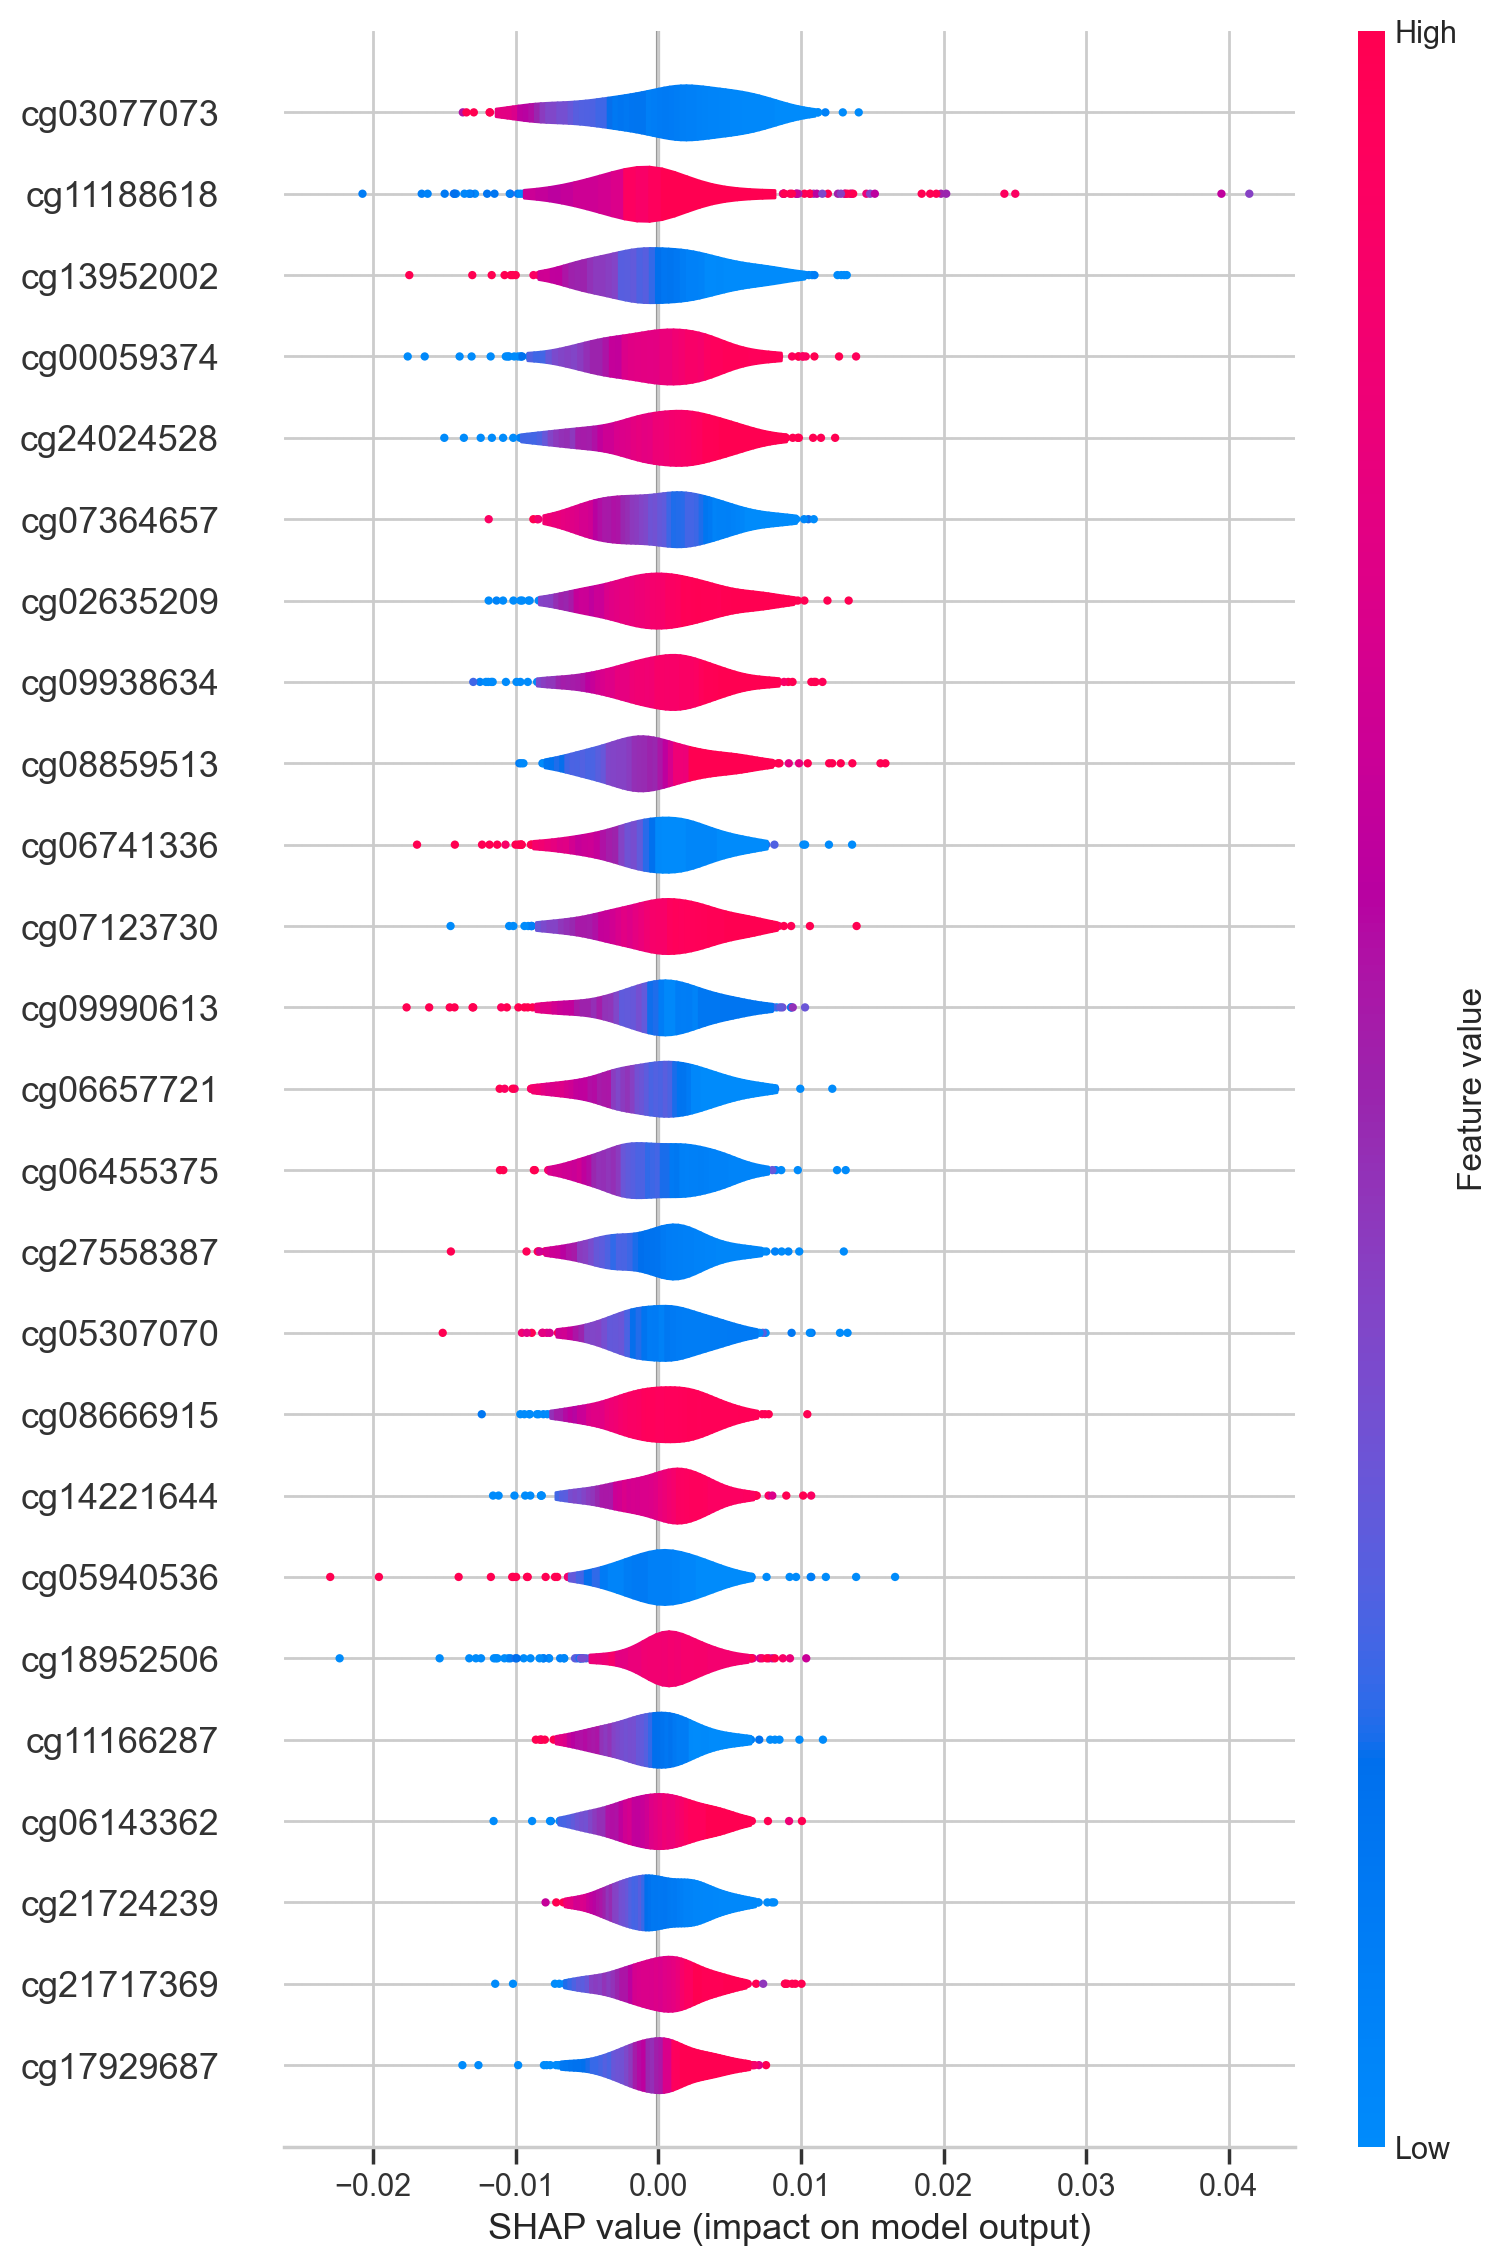 High
cg03077073
cg11188618
cg13952002
cg00059374
cg24024528
cg07364657
cg02635209
cg09938634
cg08859513
cg06741336
cg07123730
cg09990613
cg06657721
cg06455375
cg27558387
cg05307070
cg08666915
cg14221644
cg05940536
cg18952506
cg11166287
cg06143362
cg21724239
cg21717369
cg17929687
Feature value
Low
−0.02 −0.01 0.00 0.01 0.02 0.03 0.04
SHAP value (impact on model output)